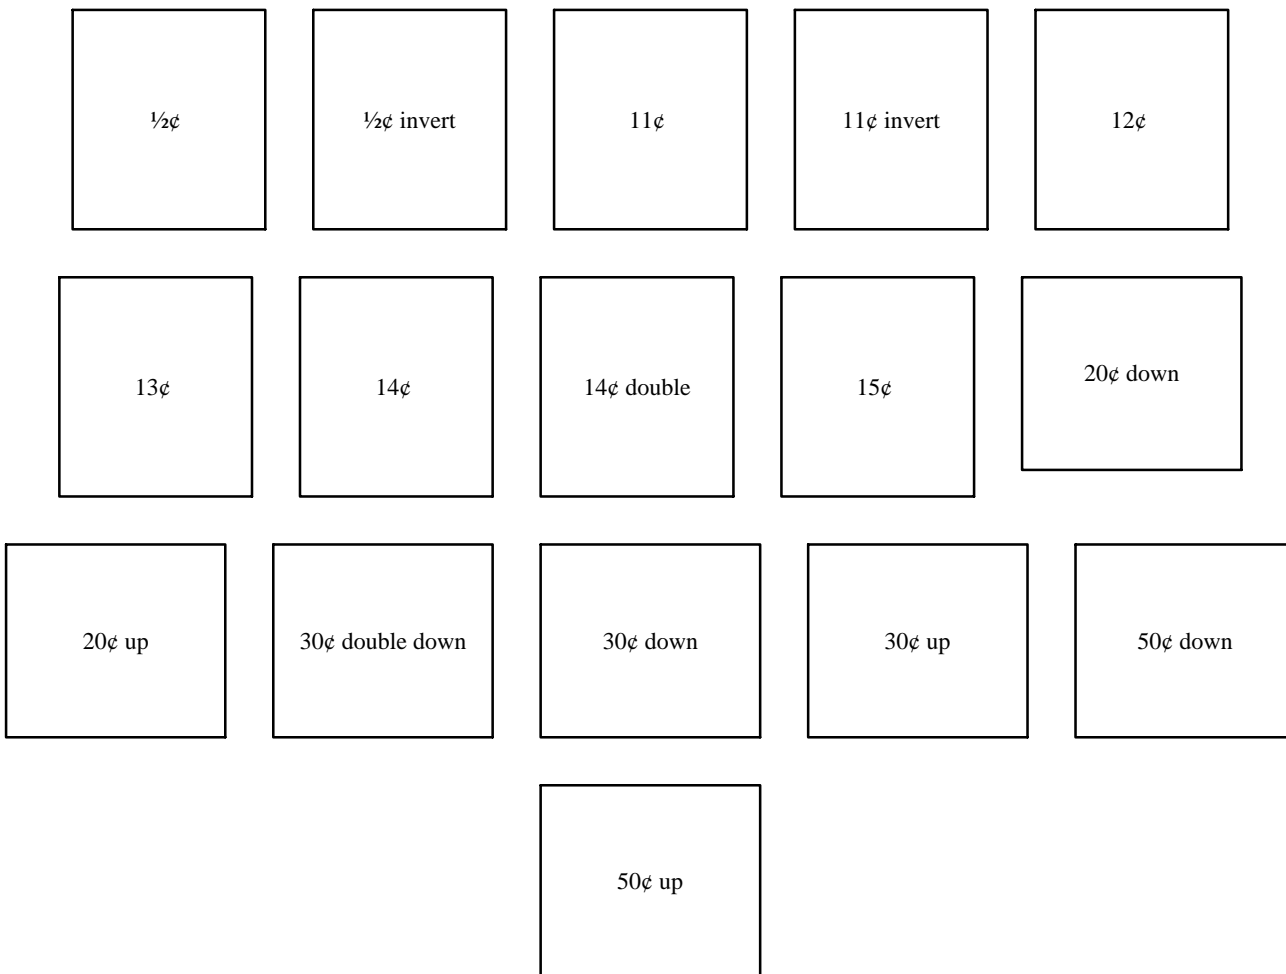 ½¢
½¢ invert
11¢
11¢ invert
12¢
13¢
14¢
14¢ double
15¢
20¢ down
20¢ up
30¢ double down
30¢ down
30¢ up
50¢ down
50¢ up